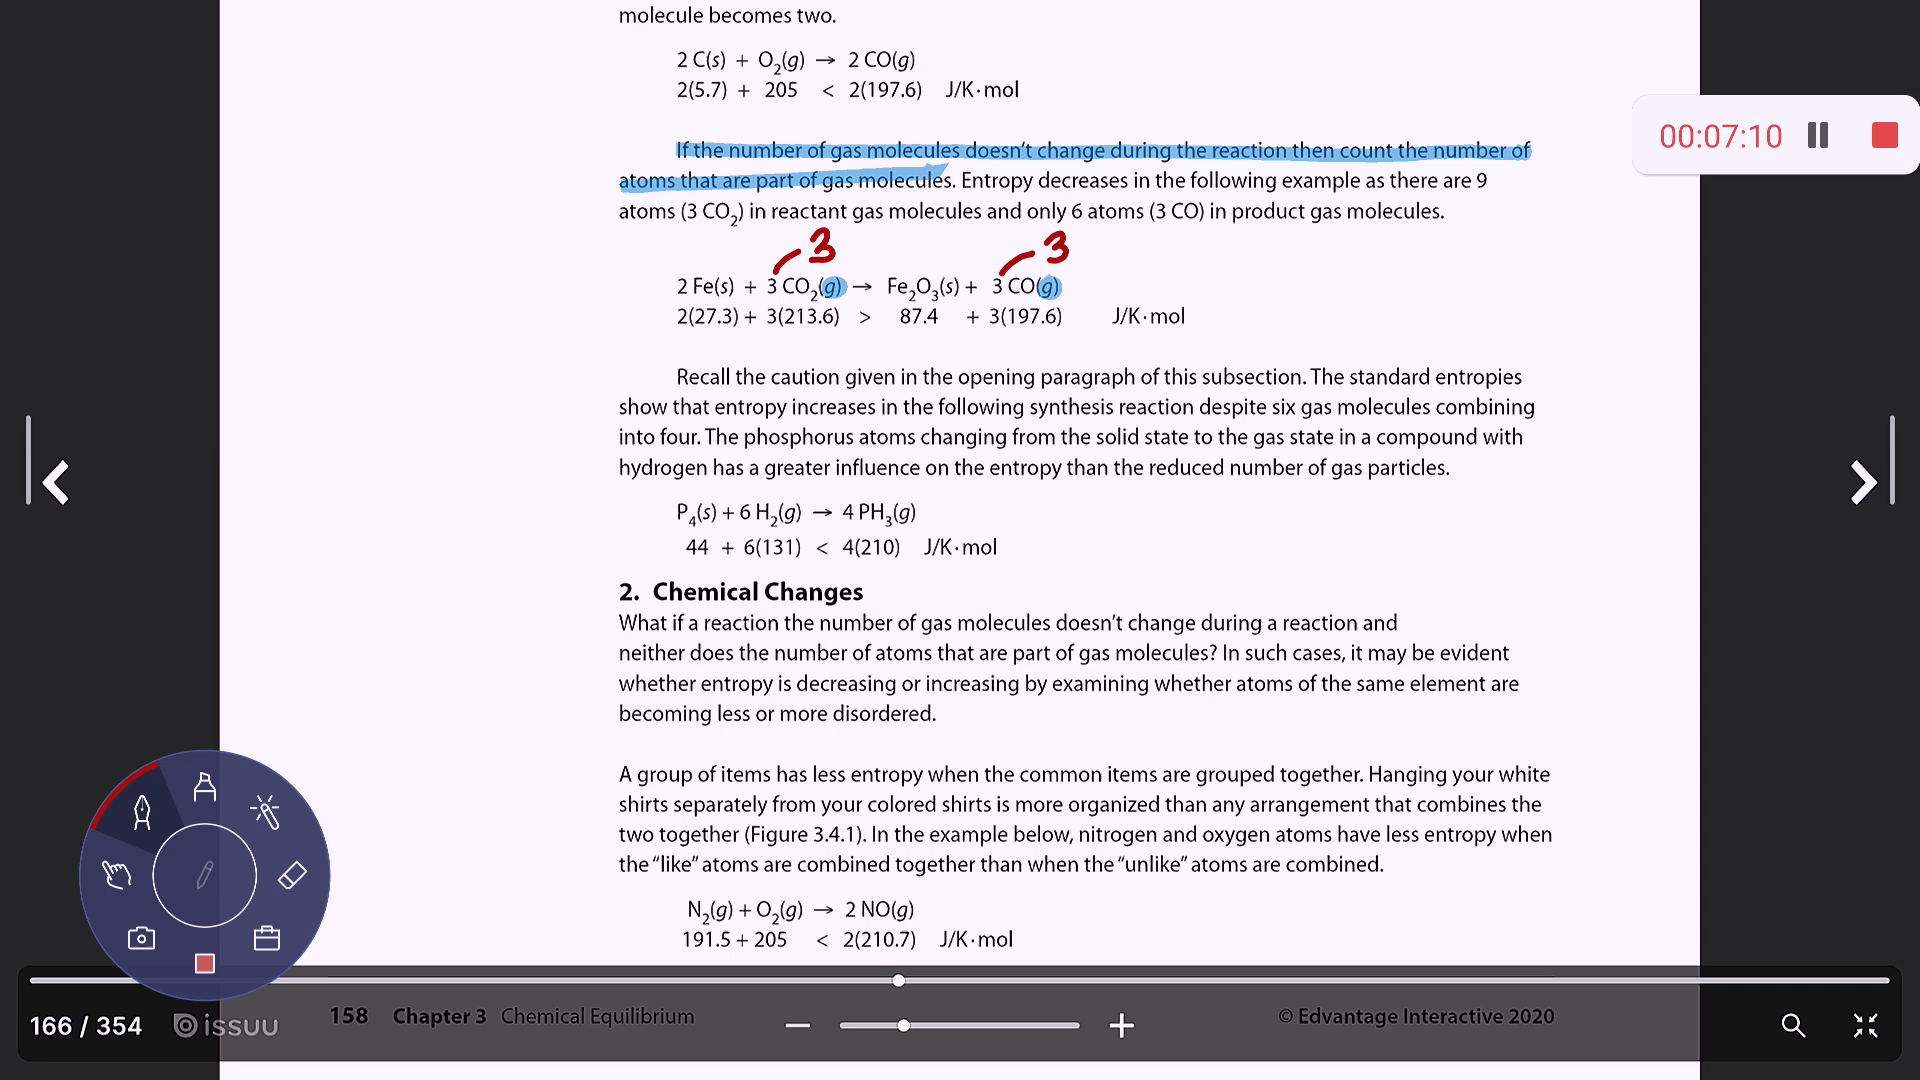 molecule becomes two.
2 C(s) + O₂(g) → 2 CO(g)
2(5.7) + 205 < 2(197.6) J/K·mol
00:07:10
If the number of gas molecules doesn't change during the reaction then count the number of
atoms that are part of gas molecules. Entropy decreases in the following example as there are 9
atoms (3 CO₂) in reactant gas molecules and only 6 atoms (3 CO) in product gas molecules.
3 3
2 Fe(s) + 3 CO₂(g) → Fe₂O₃(s) + 3 CO(g)
2(27.3) + 3(213.6) > 87.4 + 3(197.6) J/K·mol
Recall the caution given in the opening paragraph of this subsection. The standard entropies
show that entropy increases in the following synthesis reaction despite six gas molecules combining
into four. The phosphorus atoms changing from the solid state to the gas state in a compound with
hydrogen has a greater influence on the entropy than the reduced number of gas particles.
P₄(s) + 6 H₂(g) → 4 PH₃(g)
44 + 6(131) < 4(210) J/K·mol
2. Chemical Changes
What if a reaction the number of gas molecules doesn't change during a reaction and
neither does the number of atoms that are part of gas molecules? In such cases, it may be evident
whether entropy is decreasing or increasing by examining whether atoms of the same element are
becoming less or more disordered.
A group of items has less entropy when the common items are grouped together. Hanging your white
shirts separately from your colored shirts is more organized than any arrangement that combines the
two together (Figure 3.4.1). In the example below, nitrogen and oxygen atoms have less entropy when
the "like" atoms are combined together than when the "unlike" atoms are combined.
N₂(g) + O₂(g) → 2 NO(g)
191.5 + 205 < 2(210.7) J/K·mol
166 / 354 issuu 158 Chapter 3 Chemical Equilibrium © Edvantage Interactive 2020